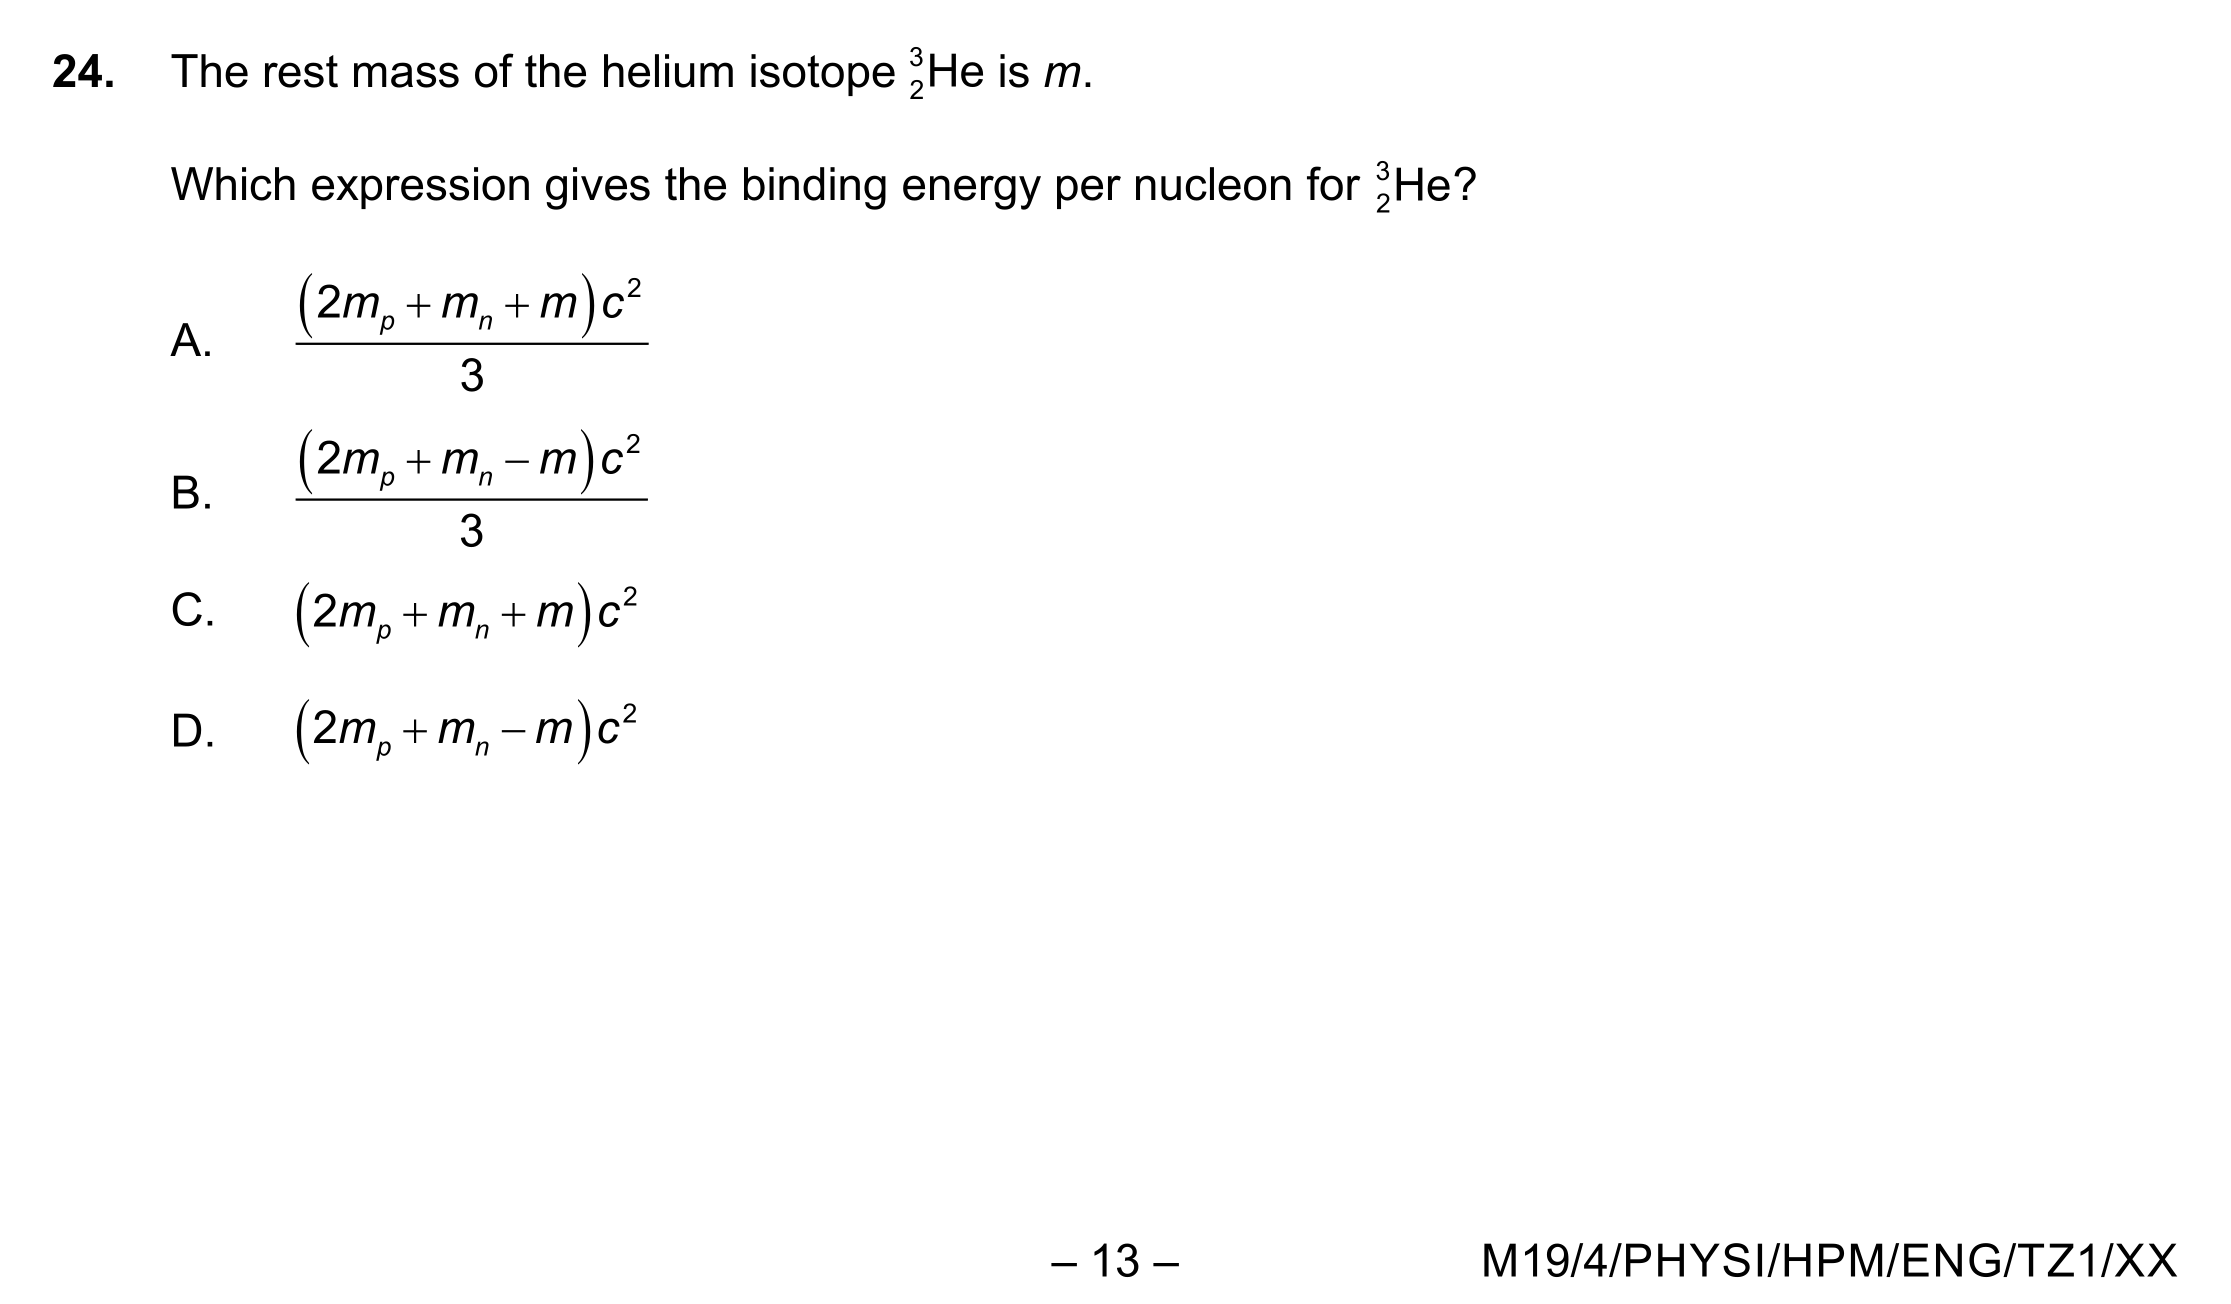 24. The rest mass of the helium isotope $^{3}_{2}$He is m.
Which expression gives the binding energy per nucleon for $^{3}_{2}$He?
A. $\frac{(2m_p + m_n + m)c^2}{3}$
B. $\frac{(2m_p + m_n - m)c^2}{3}$
C. $(2m_p + m_n + m)c^2$
D. $(2m_p + m_n - m)c^2$
– 13 – M19/4/PHYSI/HPM/ENG/TZ1/XX